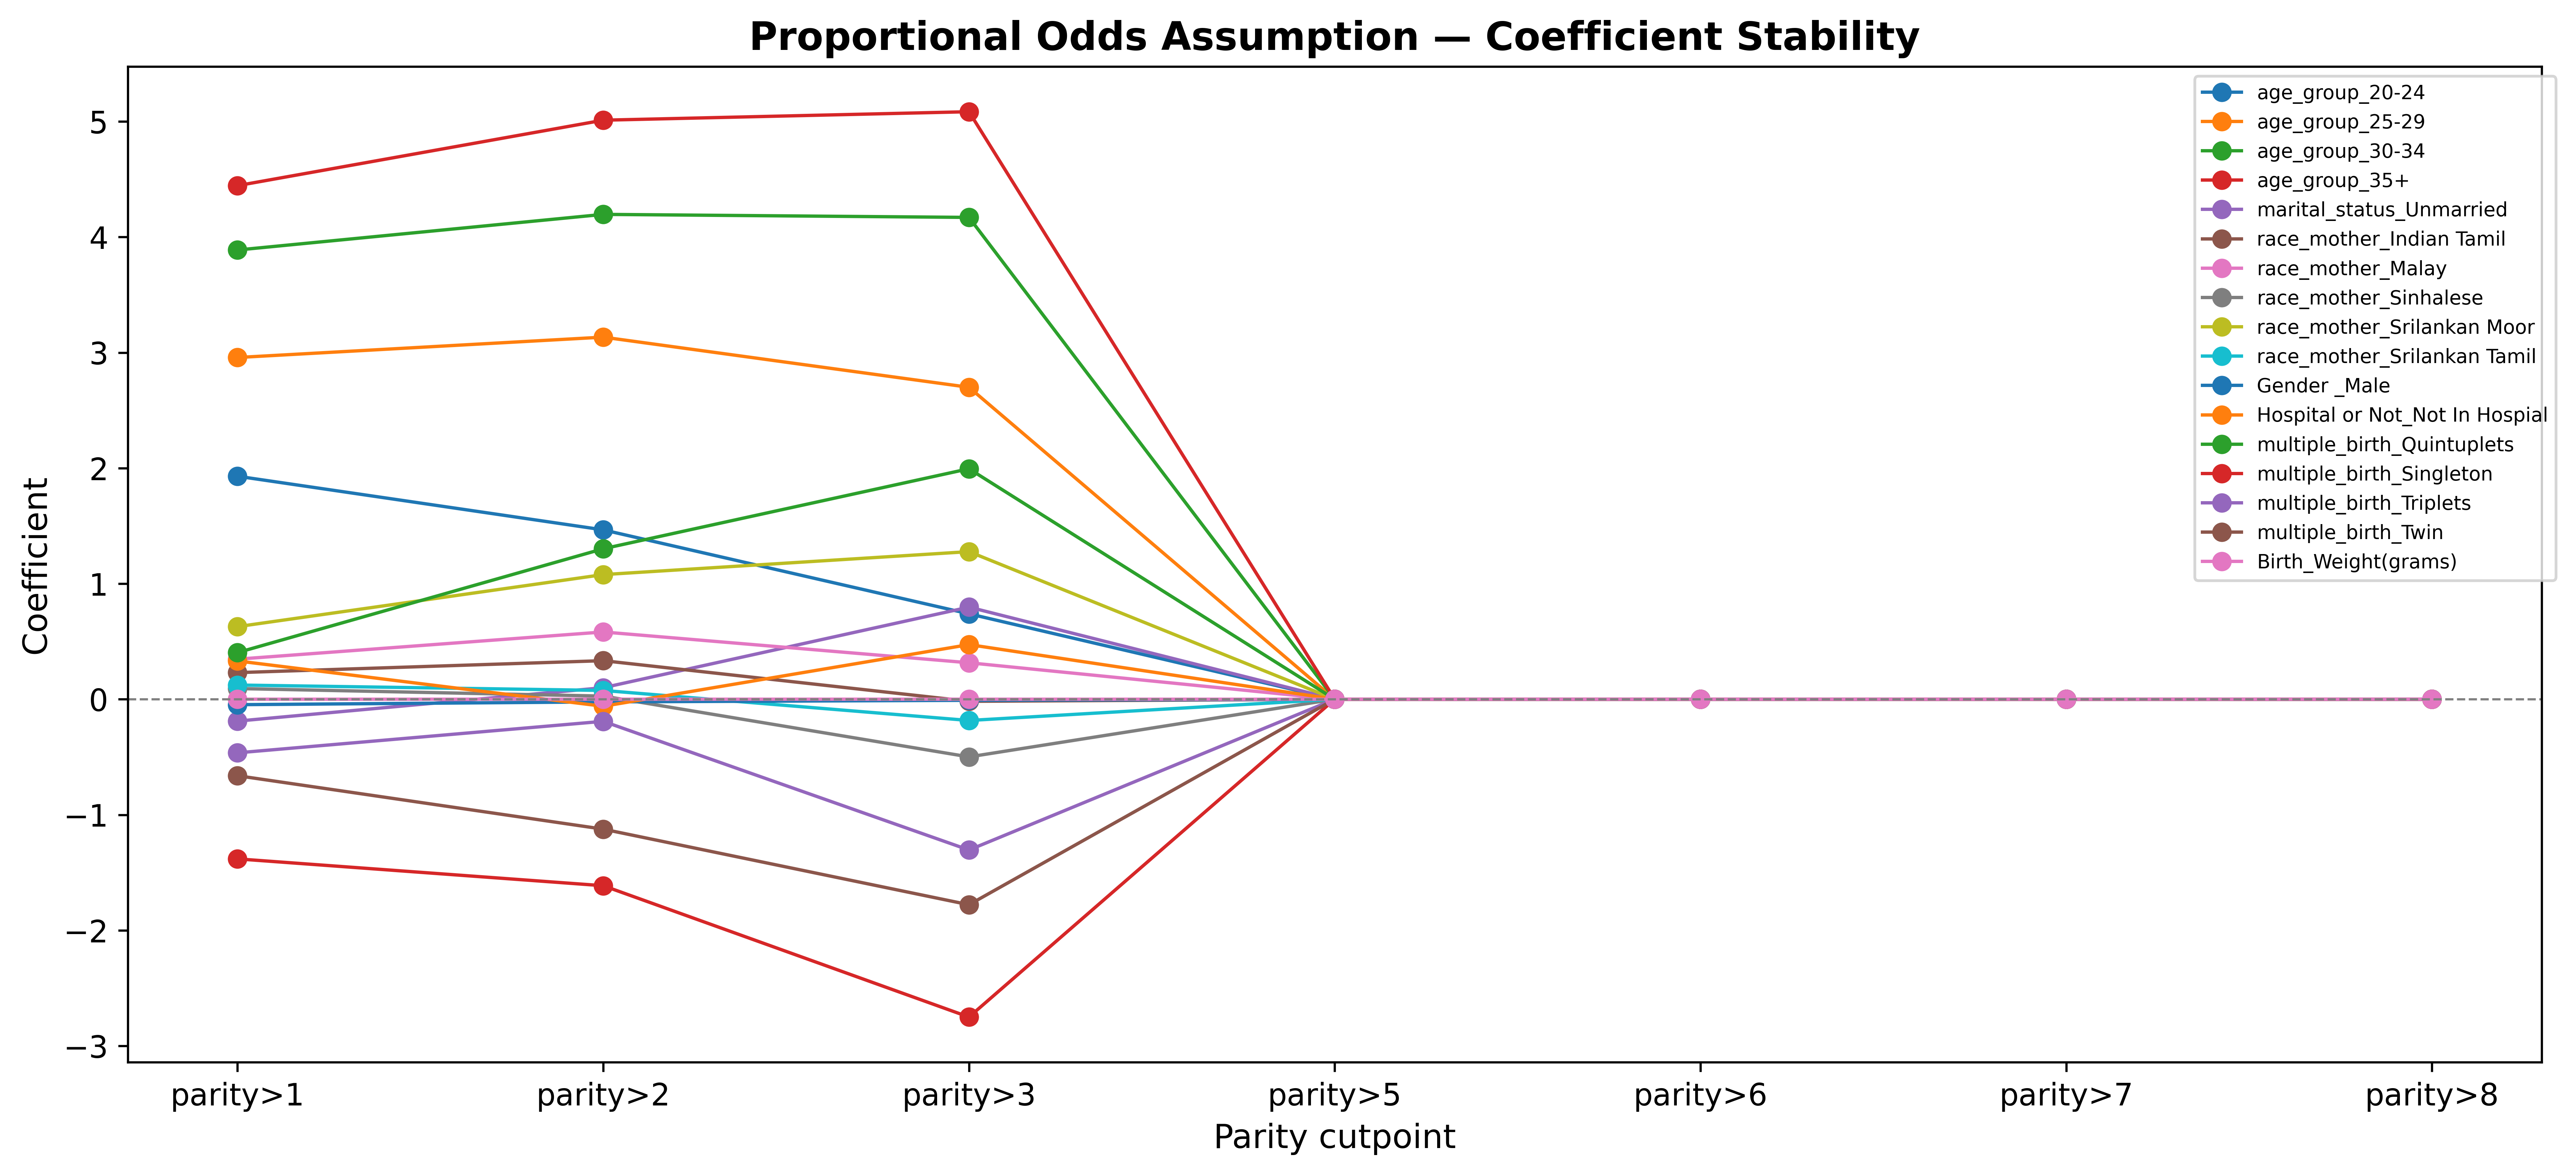 Proportional Odds Assumption — Coefficient Stability
Coefficient
5
4
3
2
1
0
−1
−2
−3
age_group_20-24
age_group_25-29
age_group_30-34
age_group_35+
marital_status_Unmarried
race_mother_Indian Tamil
race_mother_Malay
race_mother_Sinhalese
race_mother_Srilankan Moor
race_mother_Srilankan Tamil
Gender _Male
Hospital or Not_Not In Hospial
multiple_birth_Quintuplets
multiple_birth_Singleton
multiple_birth_Triplets
multiple_birth_Twin
Birth_Weight(grams)
parity>1 parity>2 parity>3 parity>5 parity>6 parity>7 parity>8
Parity cutpoint